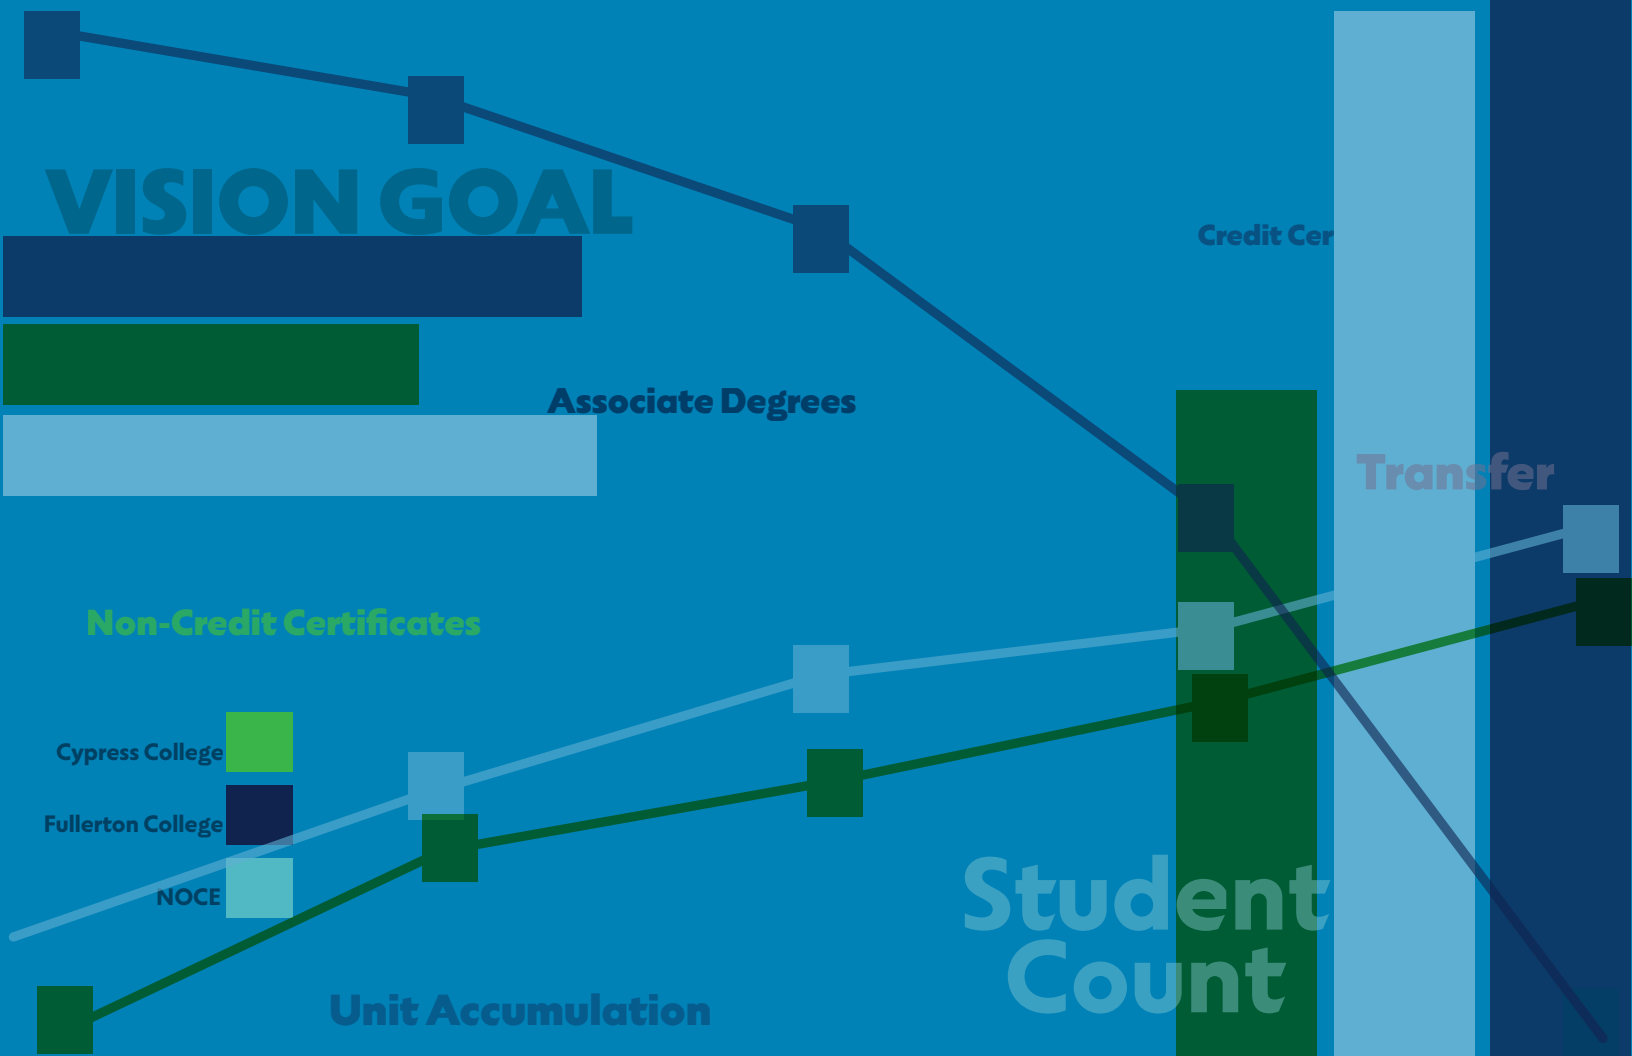 VISION GOAL
Credit Cer
Associate Degrees
Transfer
Non-Credit Certificates
Cypress College
Fullerton College
NOCE
Student
Count
Unit Accumulation